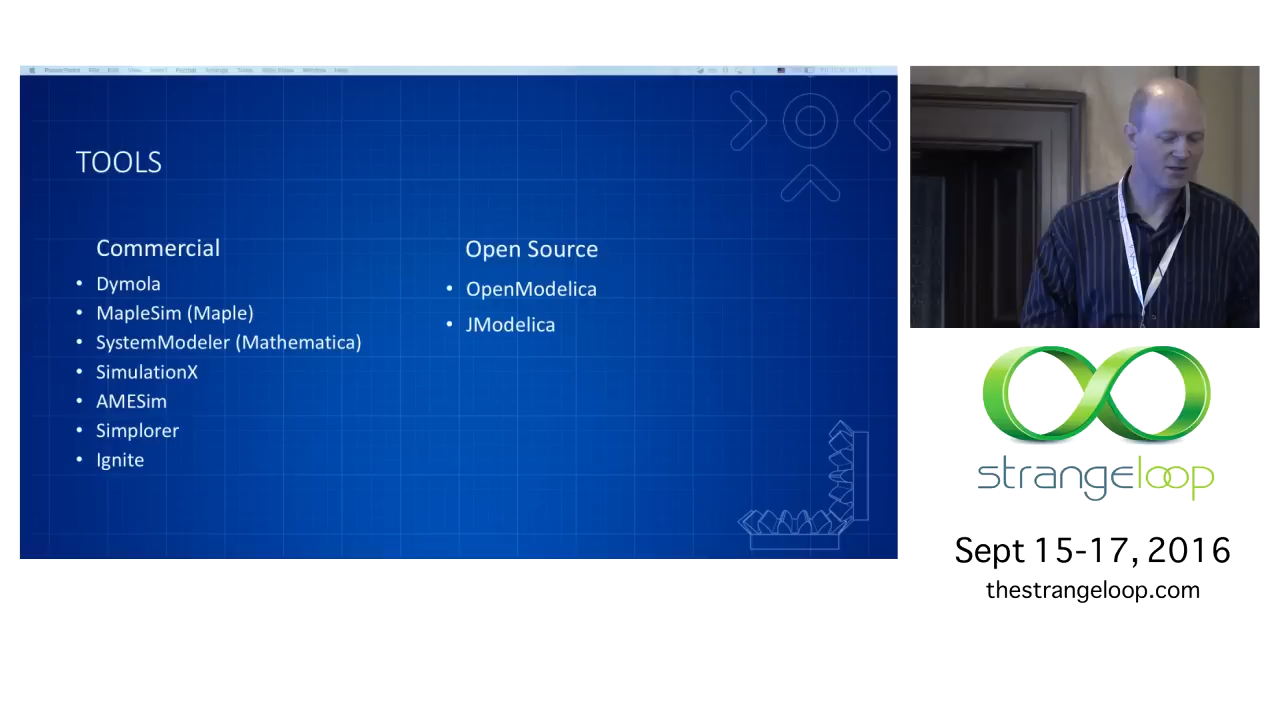 TOOLS
Commercial
• Dymola
• MapleSim (Maple)
• SystemModeler (Mathematica)
• SimulationX
• AMESim
• Simplorer
• Ignite
Open Source
• OpenModelica
• JModelica
strangeloop
Sept 15-17, 2016
thestrangeloop.com